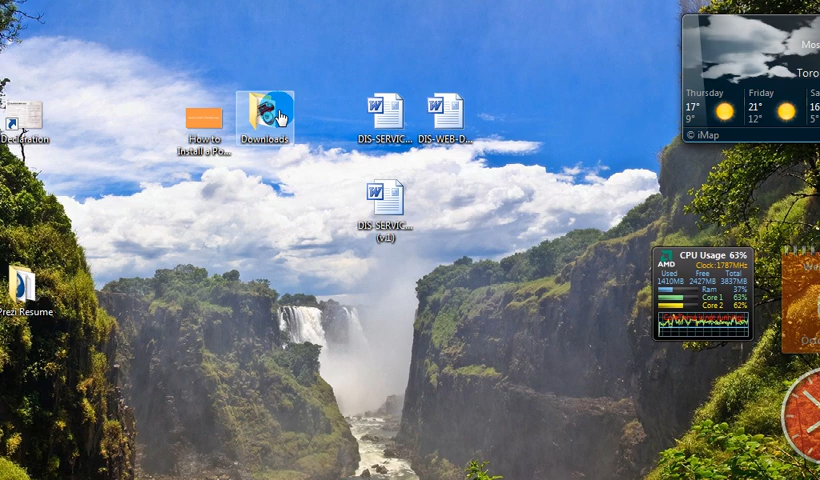 Declaration
How to
Install a Po...
Downloads
DIS-SERVIC...
DIS-WEB-D...
DIS-SERVIC...
(v1)
Prezi Resume
Mos
Toro
Thursday
Friday
Sa
17°
9°
21°
12°
16
5°
© iMap
AMD
CPU Usage 63%
Clock:1787MHz
Used
Free
Total
1410MB
2427MB
3837MB
Ram
37%
Core 1
63%
Core 2
62%